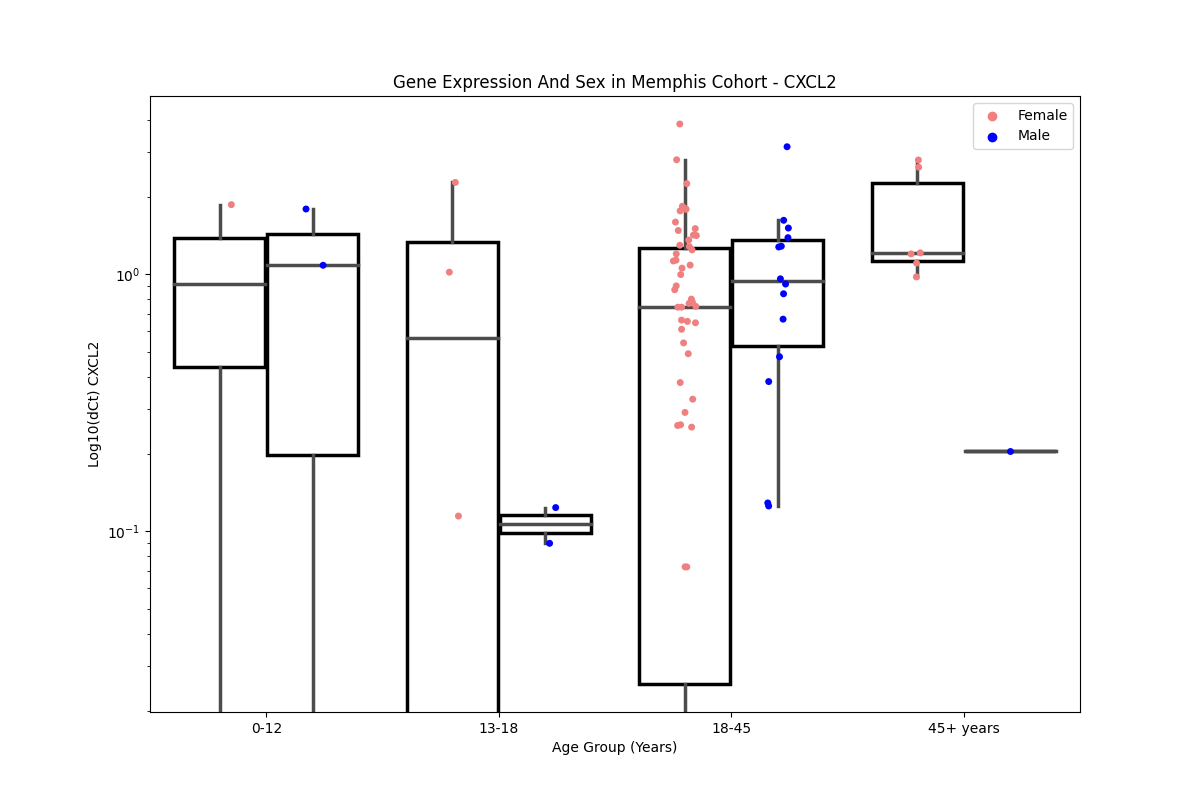 Gene Expression And Sex in Memphis Cohort - CXCL2
Female
Male
Log10(dCt) CXCL2
10⁰
10⁻¹
0-12
13-18
18-45
45+ years
Age Group (Years)